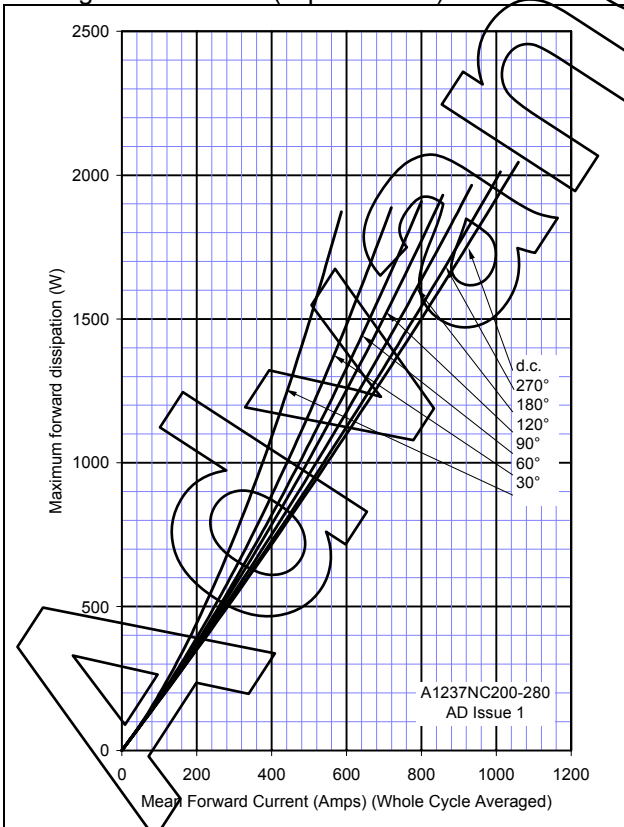 2500
2000
1500
1000
500
0
Maximum forward dissipation (W)
d.c.
270°
180°
120°
90°
60°
30°
A1237NC200-280
AD Issue 1
0 200 400 600 800 1000 1200
Mean Forward Current (Amps) (Whole Cycle Averaged)